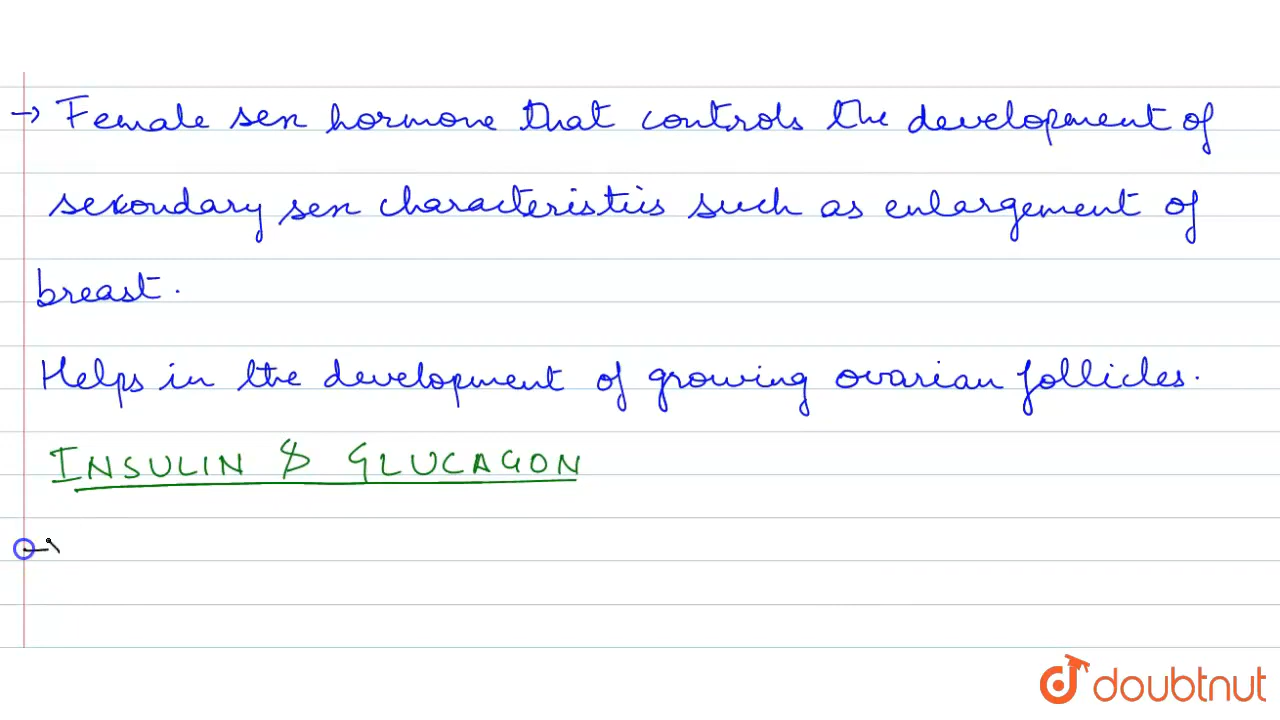 → Female sex hormone that controls the development of
secondary sex characteristics such as enlargement of
breast.
Helps in the development of growing ovarian follicles.
INSULIN & GLUCAGON
→
doubtnut